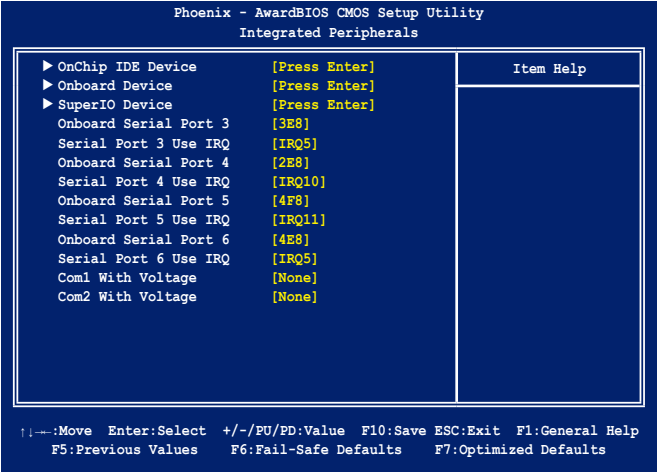 Phoenix - AwardBIOS CMOS Setup Utility
Integrated Peripherals
▶ OnChip IDE Device [Press Enter]
▶ Onboard Device [Press Enter]
▶ SuperIO Device [Press Enter]
Onboard Serial Port 3 [3E8]
Serial Port 3 Use IRQ [IRQ5]
Onboard Serial Port 4 [2E8]
Serial Port 4 Use IRQ [IRQ10]
Onboard Serial Port 5 [4F8]
Serial Port 5 Use IRQ [IRQ11]
Onboard Serial Port 6 [4E8]
Serial Port 6 Use IRQ [IRQ5]
Com1 With Voltage [None]
Com2 With Voltage [None]
Item Help
↑↓→←:Move Enter:Select +/-/PU/PD:Value F10:Save ESC:Exit F1:General Help
F5:Previous Values F6:Fail-Safe Defaults F7:Optimized Defaults